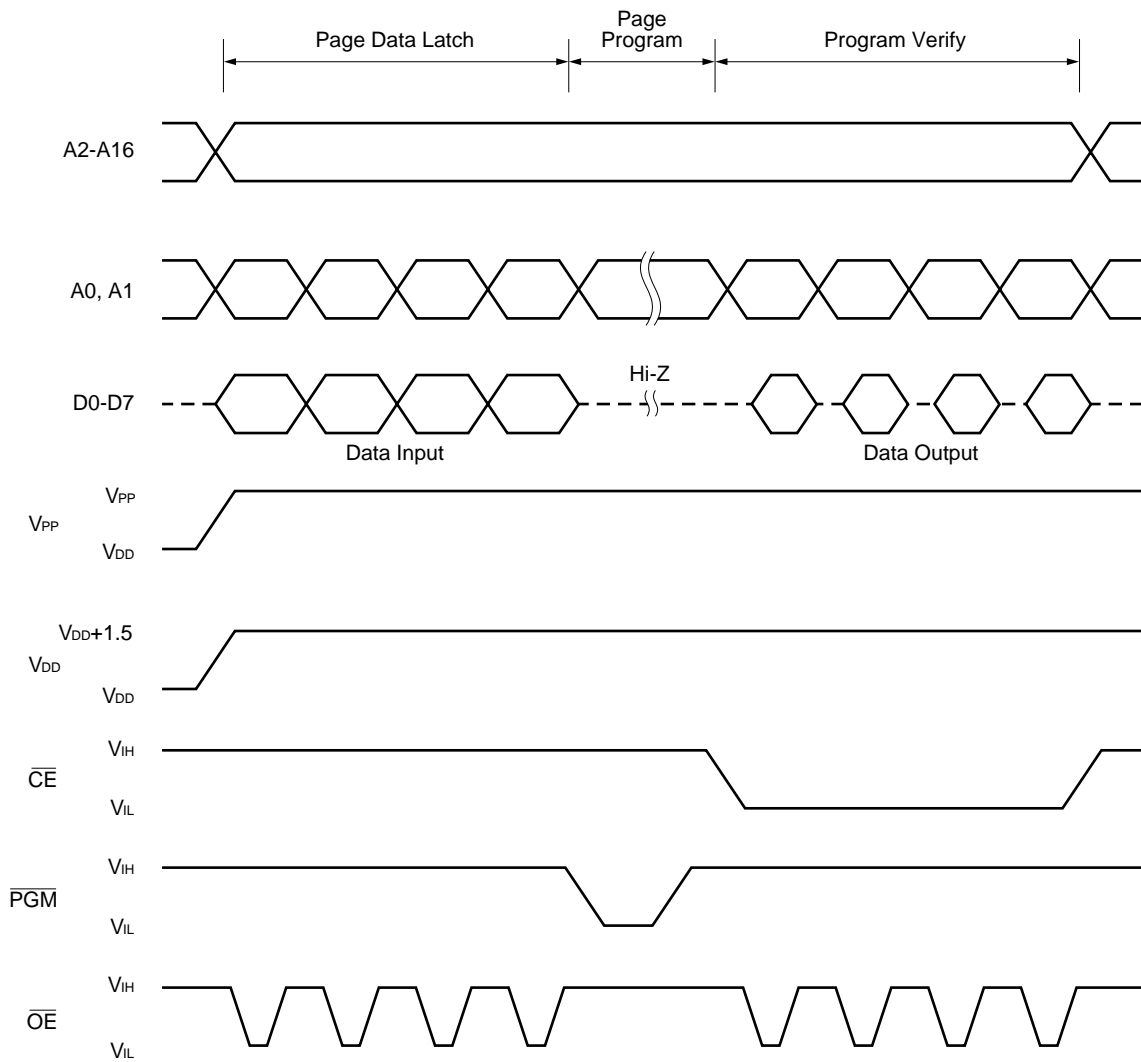 Page Data Latch
Page
Program
Program Verify
A2-A16
A0, A1
D0-D7
Hi-Z
Data Input
Data Output
VPP
VPP
VDD
VDD+1.5
VDD
VDD
VIH
CE
VIL
VIH
PGM
VIL
VIH
OE
VIL